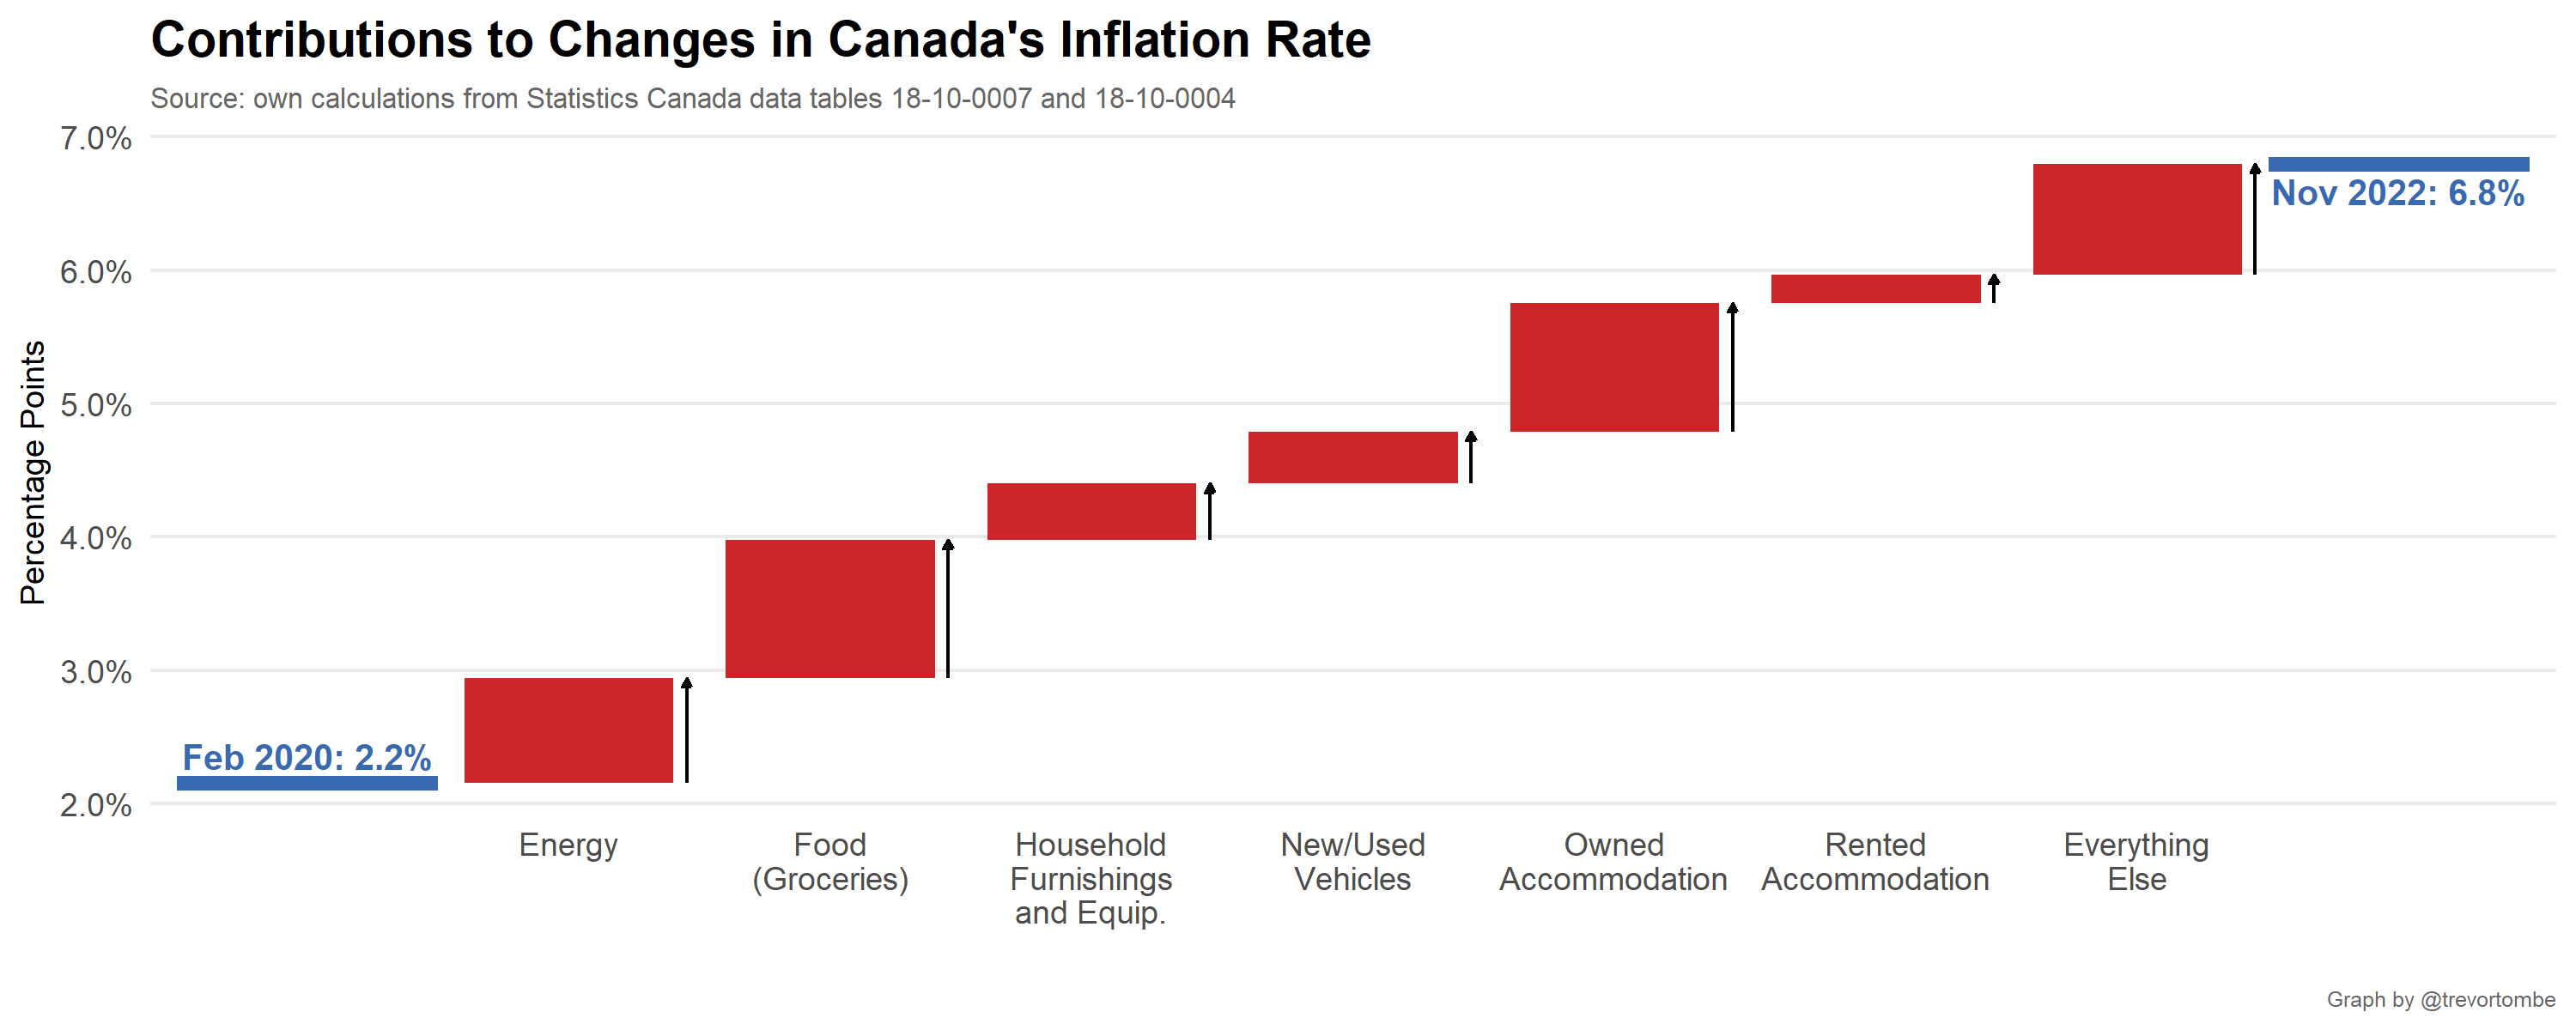 Contributions to Changes in Canada's Inflation Rate
Source: own calculations from Statistics Canada data tables 18-10-0007 and 18-10-0004
Percentage Points
7.0%
6.0%
5.0%
4.0%
3.0%
2.0%
Feb 2020: 2.2%
Nov 2022: 6.8%
Energy
Food
(Groceries)
Household
Furnishings
and Equip.
New/Used
Vehicles
Owned
Accommodation
Rented
Accommodation
Everything
Else
Graph by @trevortombe